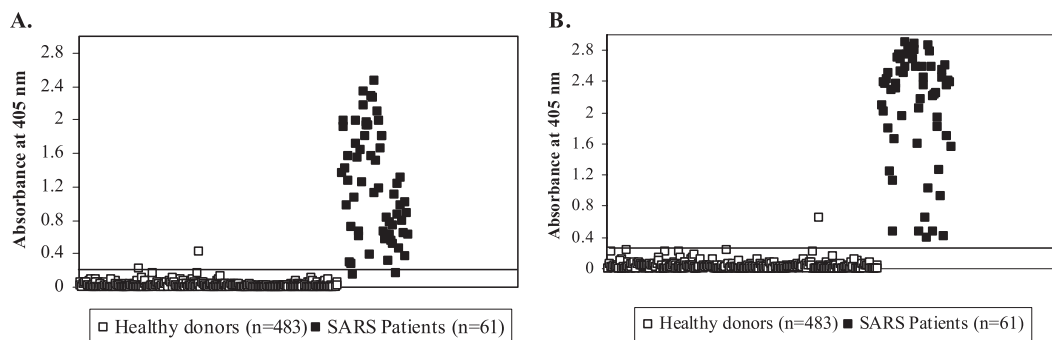 A.
Absorbance at 405 nm
2.8
2.4
2
1.6
1.2
0.8
0.4
0
Healthy donors (n=483) SARS Patients (n=61)
B.
Absorbance at 405 nm
2.8
2.4
2
1.6
1.2
0.8
0.4
0
Healthy donors (n=483) SARS Patients (n=61)